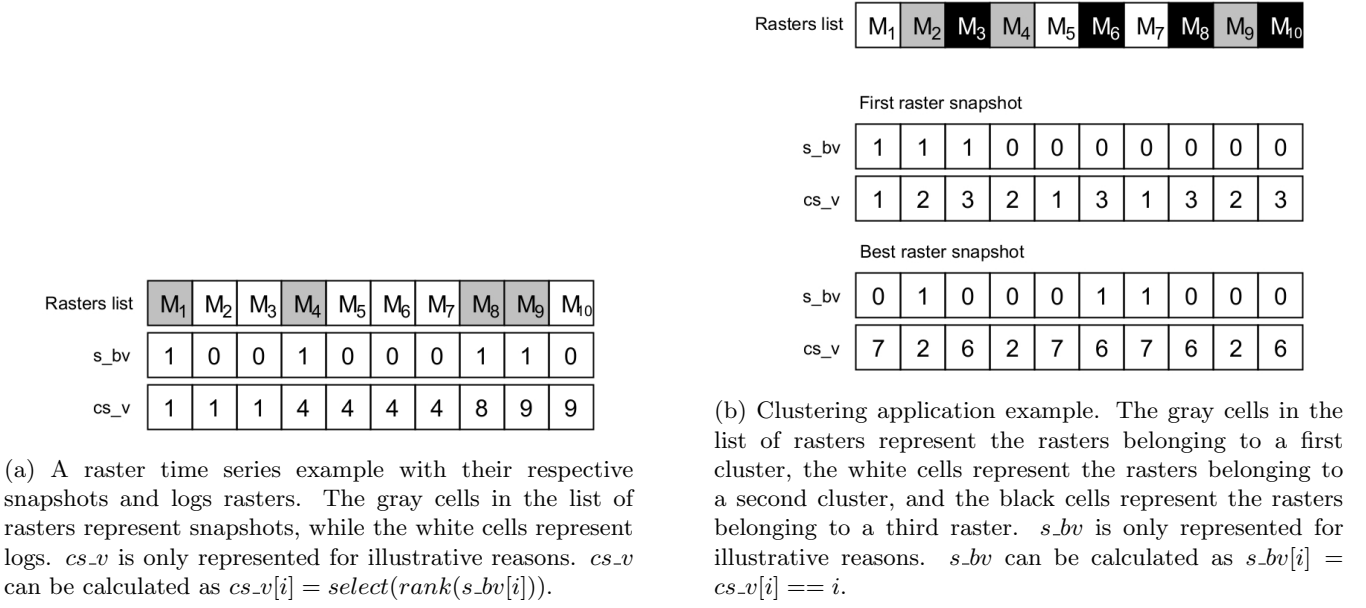 Rasters list M1 M2 M3 M4 M5 M6 M7 M8 M9 M10
s_bv 1 0 0 1 0 0 0 1 1 0
cs_v 1 1 1 4 4 4 4 8 9 9
(a) A raster time series example with their respective
snapshots and logs rasters. The gray cells in the list of
rasters represent snapshots, while the white cells represent
logs. cs_v is only represented for illustrative reasons. cs_v
can be calculated as cs_v[i] = select(rank(s_bv[i])).
Rasters list M1 M2 M3 M4 M5 M6 M7 M8 M9 M10
First raster snapshot
s_bv 1 1 1 0 0 0 0 0 0 0
cs_v 1 2 3 2 1 3 1 3 2 3
Best raster snapshot
s_bv 0 1 0 0 0 1 1 0 0 0
cs_v 7 2 6 2 7 6 7 6 2 6
(b) Clustering application example. The gray cells in the
list of rasters represent the rasters belonging to a first
cluster, the white cells represent the rasters belonging to
a second cluster, and the black cells represent the rasters
belonging to a third raster. s_bv is only represented for
illustrative reasons. s_bv can be calculated as s_bv[i] =
cs_v[i] == i.